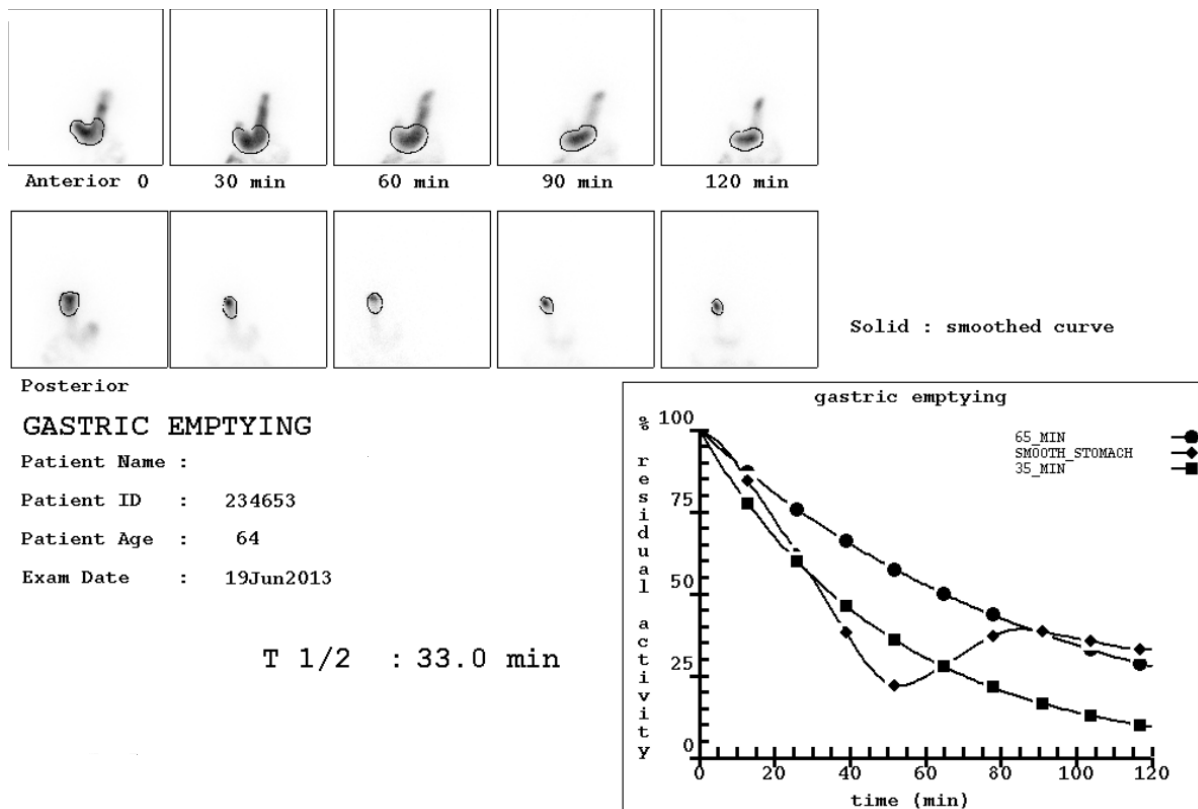 Anterior 0 30 min 60 min 90 min 120 min
Solid : smoothed curve
Posterior
GASTRIC EMPTYING
Patient Name :
Patient ID : 234653
Patient Age : 64
Exam Date : 19Jun2013
T 1/2 : 33.0 min
gastric emptying
65_MIN
SMOOTH_STOMACH
35_MIN
% residual activity
100
75
50
25
0
0 20 40 60 80 100 120
time (min)